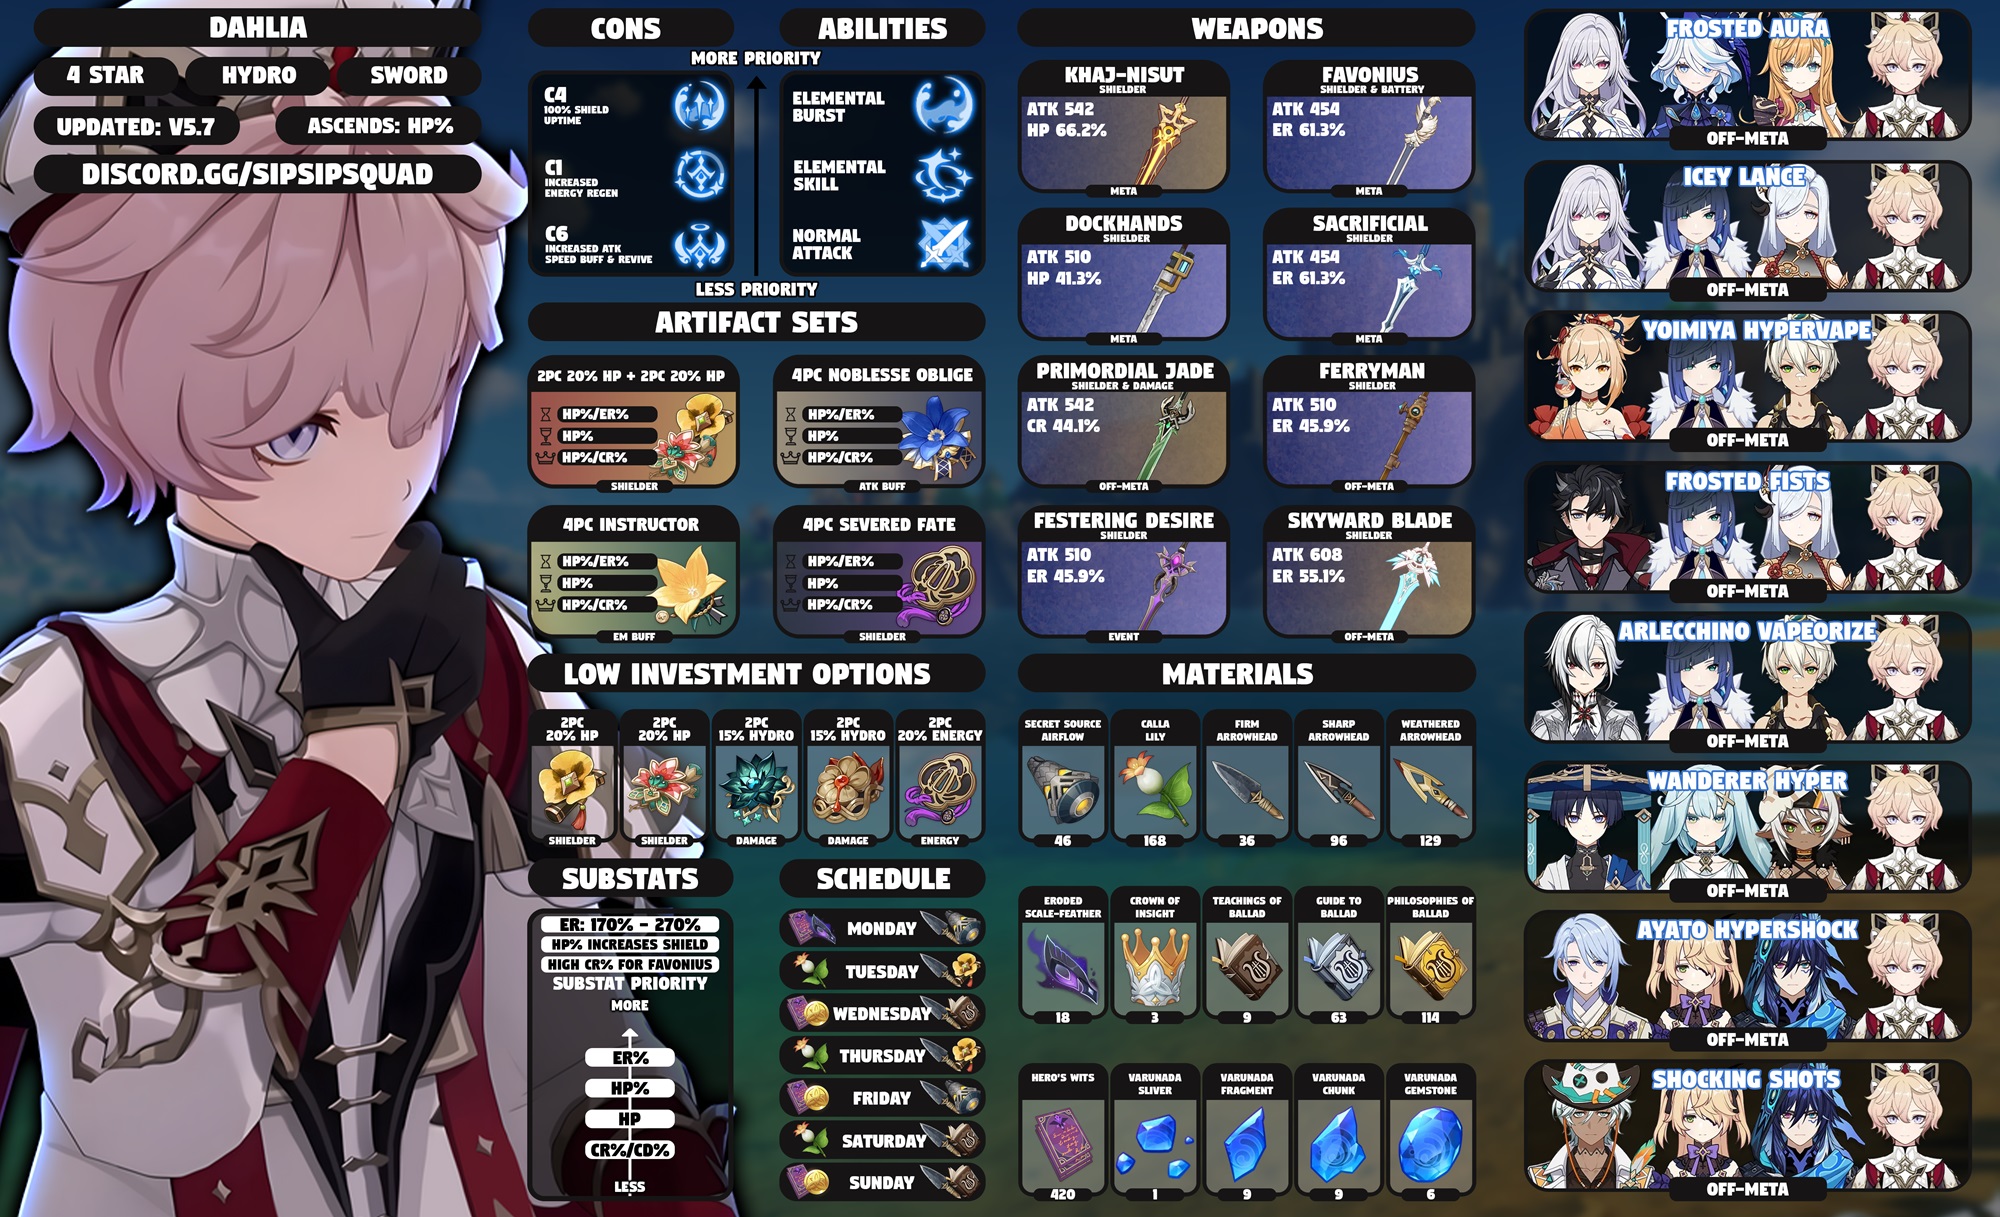 DAHLIA
4 STAR
HYDRO
SWORD
UPDATED: V5.7
ASCENDS: HP%
DISCORD.GG/SIPSIPSQUAD
CONS
ABILITIES
MORE PRIORITY
C4
100% SHIELD
UPTIME
C1
INCREASED
ENERGY REGEN
C6
INCREASED ATK
SPEED BUFF & REVIVE
ELEMENTAL
BURST
ELEMENTAL
SKILL
NORMAL
ATTACK
LESS PRIORITY
ARTIFACT SETS
2PC 20% HP + 2PC 20% HP
HP%/ER%
HP%
HP%/CR%
SHIELDER
4PC NOBLESSE OBLIGE
HP%/ER%
HP%
HP%/CR%
ATK BUFF
4PC INSTRUCTOR
HP%/ER%
HP%
HP%/CR%
EM BUFF
4PC SEVERED FATE
HP%/ER%
HP%
HP%/CR%
SHIELDER
LOW INVESTMENT OPTIONS
2PC
20% HP
SHIELDER
2PC
20% HP
SHIELDER
2PC
15% HYDRO
DAMAGE
2PC
15% HYDRO
DAMAGE
2PC
20% ENERGY
ENERGY
SUBSTATS
ER: 170% - 270%
HP% INCREASES SHIELD
HIGH CR% FOR FAVONIUS
SUBSTAT PRIORITY
MORE
ER%
HP%
HP
CR%/CD%
LESS
SCHEDULE
MONDAY
TUESDAY
WEDNESDAY
THURSDAY
FRIDAY
SATURDAY
SUNDAY
WEAPONS
KHAJ-NISUT
SHIELDER
ATK 542
HP 66.2%
META
FAVONIUS
SHIELDER & BATTERY
ATK 454
ER 61.3%
META
DOCKHANDS
SHIELDER
ATK 510
HP 41.3%
META
SACRIFICIAL
SHIELDER
ATK 454
ER 61.3%
META
PRIMORDIAL JADE
SHIELDER & DAMAGE
ATK 542
CR 44.1%
OFF-META
FERRYMAN
SHIELDER
ATK 510
ER 45.9%
OFF-META
FESTERING DESIRE
SHIELDER
ATK 510
ER 45.9%
EVENT
SKYWARD BLADE
SHIELDER
ATK 608
ER 55.1%
OFF-META
MATERIALS
SECRET SOURCE
AIRFLOW
46
CALLA
LILY
168
FIRM
ARROWHEAD
36
SHARP
ARROWHEAD
96
WEATHERED
ARROWHEAD
129
ERODED
SCALE-FEATHER
18
CROWN OF
INSIGHT
3
TEACHINGS OF
BALLAD
9
GUIDE TO
BALLAD
63
PHILOSOPHIES OF
BALLAD
114
HERO'S WITS
420
VARUNADA
SLIVER
1
VARUNADA
FRAGMENT
9
VARUNADA
CHUNK
9
VARUNADA
GEMSTONE
6
FROSTED AURA
OFF-META
ICEY LANCE
OFF-META
YOIMIYA HYPERVAPE
OFF-META
FROSTED FISTS
OFF-META
ARLECCHINO VAPEORIZE
OFF-META
WANDERER HYPER
OFF-META
AYATO HYPERSHOCK
OFF-META
SHOCKING SHOTS
OFF-META